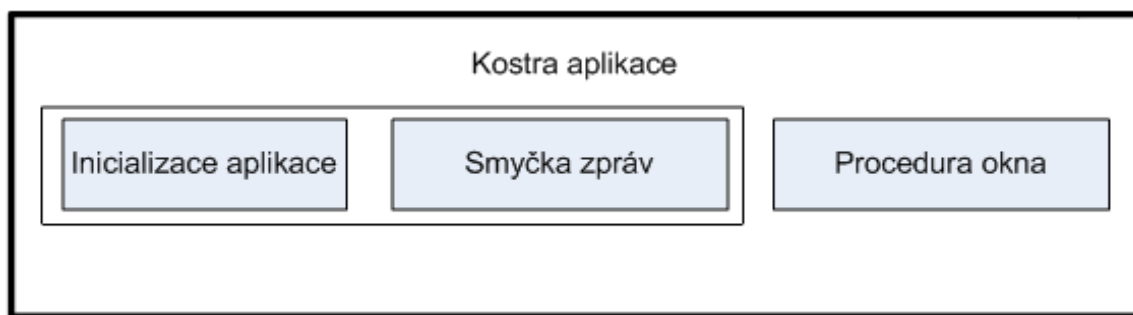 Kostra aplikace
Inicializace aplikace
Smyčka zpráv
Procedura okna